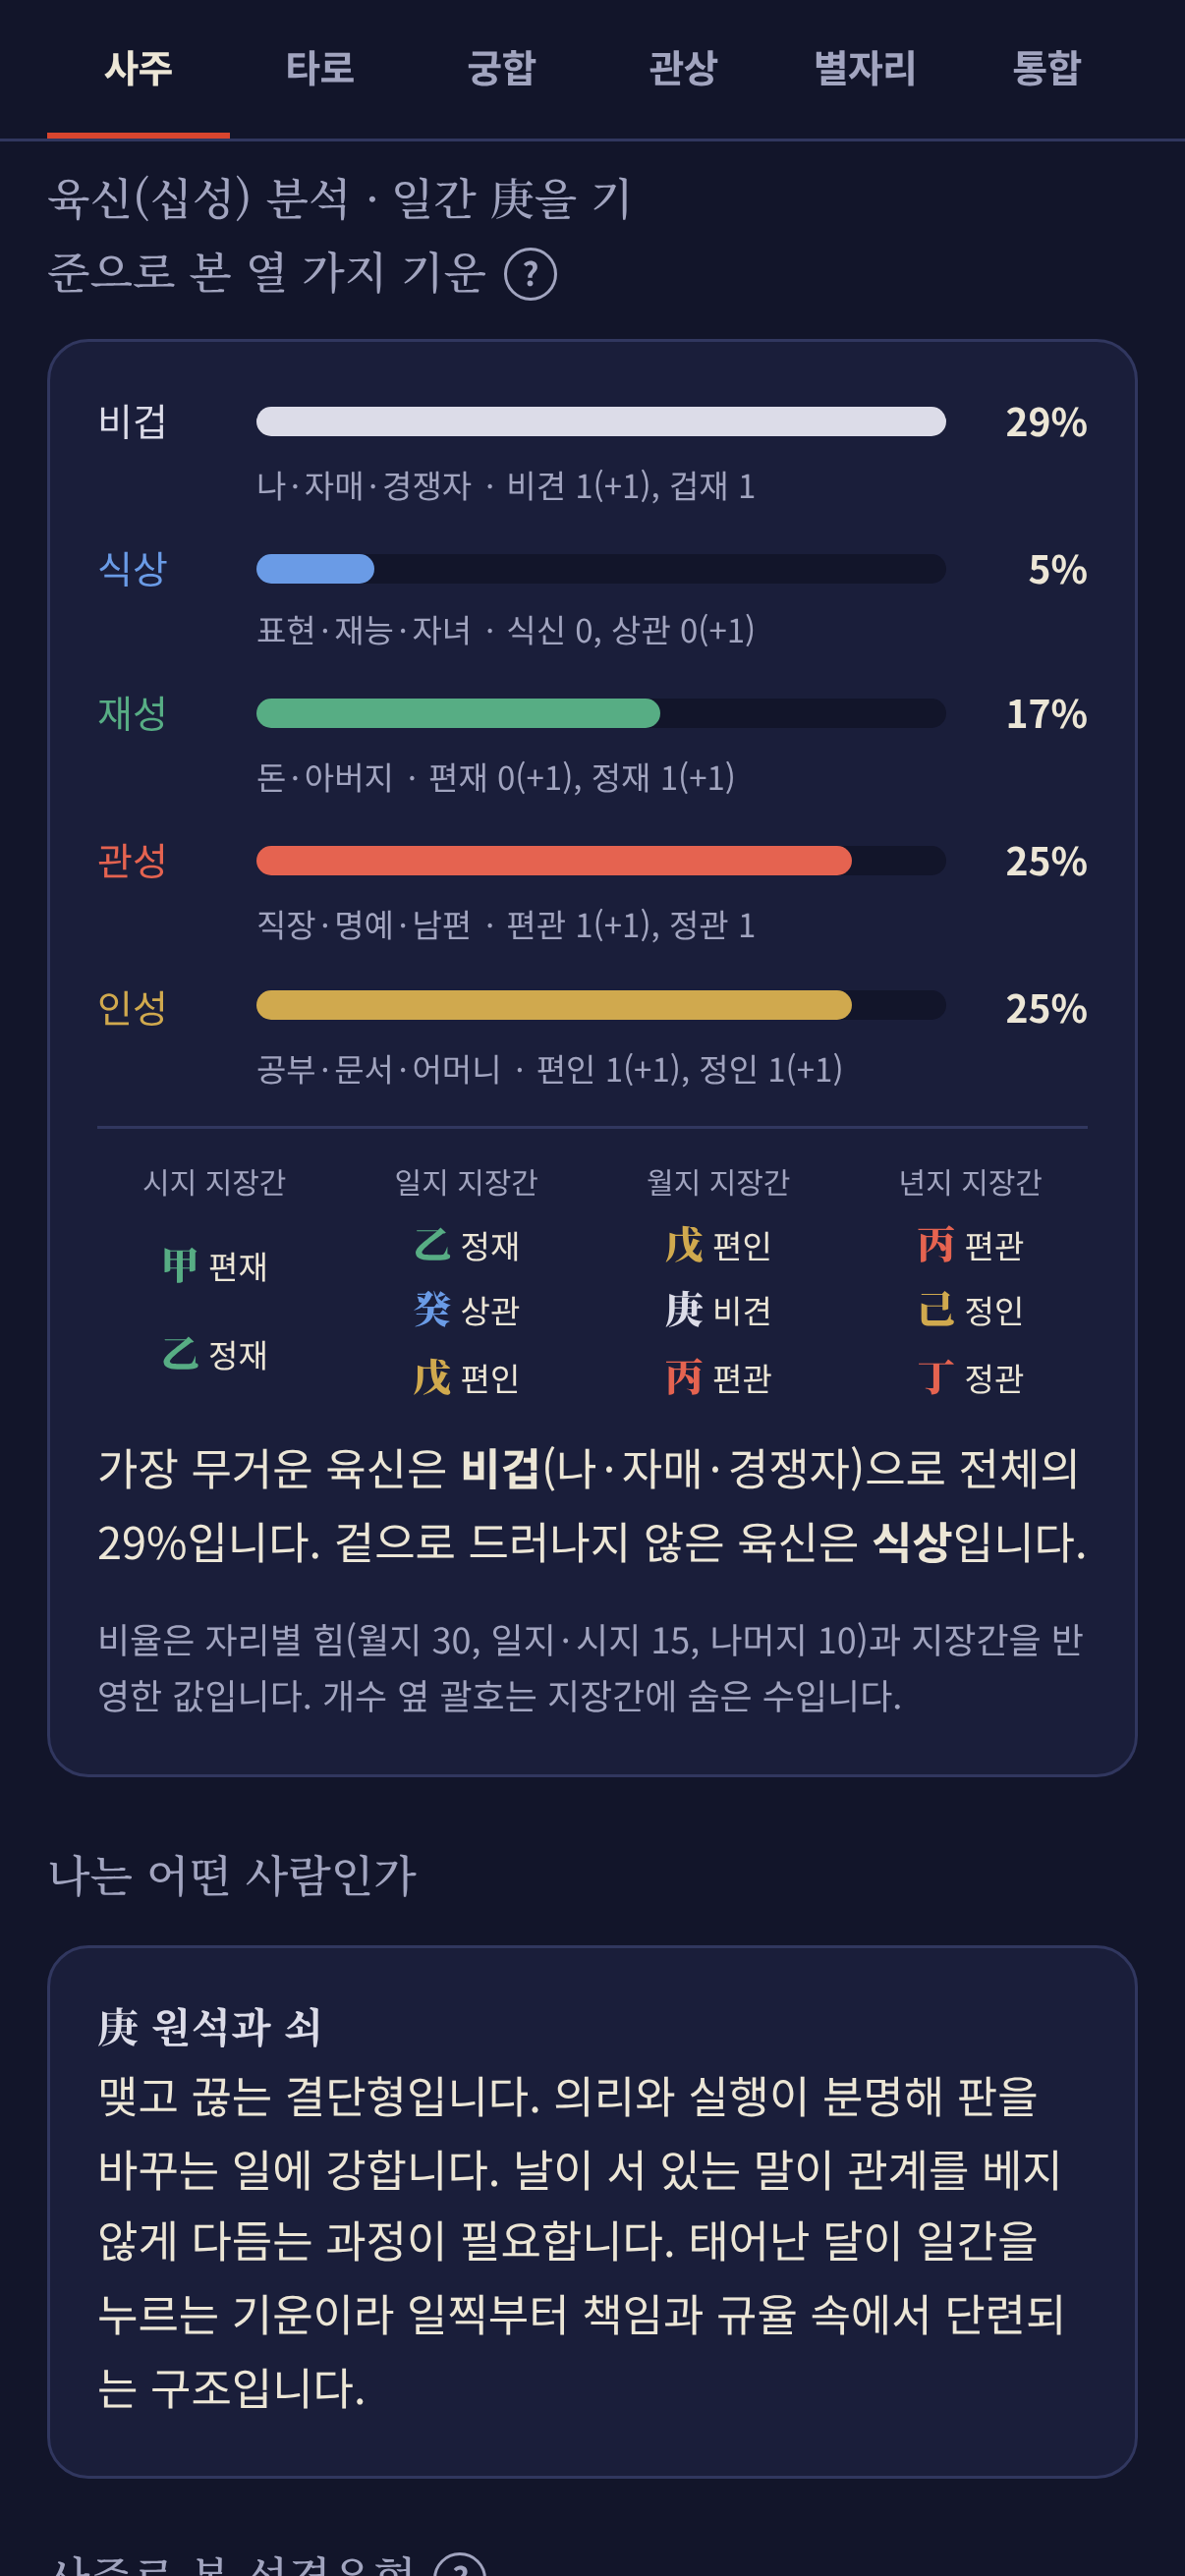 사주 타로 궁합 관상 별자리 통합
육신(십성) 분석 · 일간 庚을 기
준으로 본 열 가지 기운 ?
비겁 29%
나·자매·경쟁자 · 비견 1(+1), 겁재 1
식상 5%
표현·재능·자녀 · 식신 0, 상관 0(+1)
재성 17%
돈·아버지 · 편재 0(+1), 정재 1(+1)
관성 25%
직장·명예·남편 · 편관 1(+1), 정관 1
인성 25%
공부·문서·어머니 · 편인 1(+1), 정인 1(+1)
시지 지장간 일지 지장간 월지 지장간 년지 지장간
甲 편재 乙 정재 戊 편인 丙 편관
癸 상관 庚 비견 己 정인
乙 정재 戊 편인 丙 편관 丁 정관
가장 무거운 육신은 비겁(나·자매·경쟁자)으로 전체의
29%입니다. 겉으로 드러나지 않은 육신은 식상입니다.
비율은 자리별 힘(월지 30, 일지·시지 15, 나머지 10)과 지장간을 반
영한 값입니다. 개수 옆 괄호는 지장간에 숨은 수입니다.
나는 어떤 사람인가
庚 원석과 쇠
맺고 끊는 결단형입니다. 의리와 실행이 분명해 판을
바꾸는 일에 강합니다. 날이 서 있는 말이 관계를 베지
않게 다듬는 과정이 필요합니다. 태어난 달이 일간을
누르는 기운이라 일찍부터 책임과 규율 속에서 단련되
는 구조입니다.